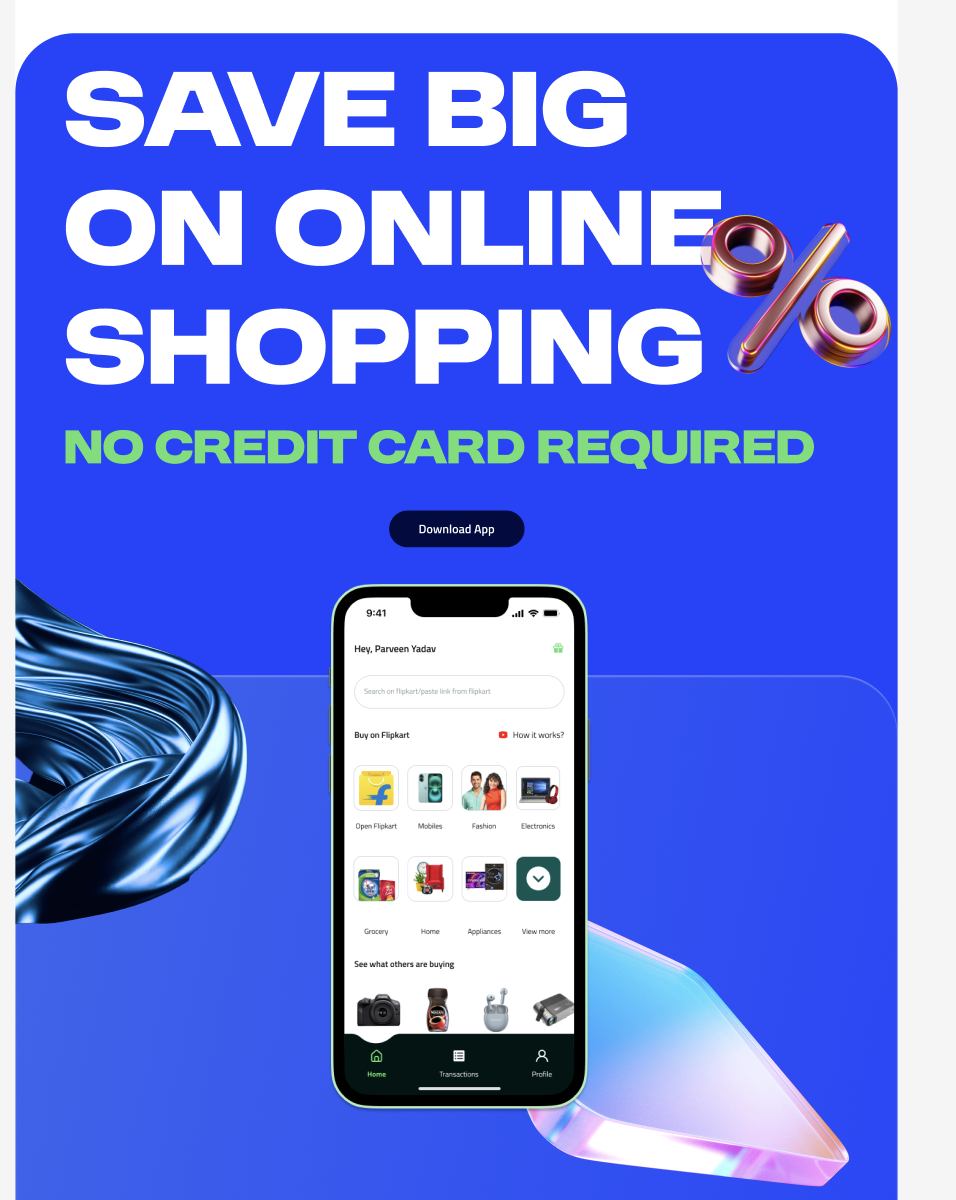 SAVE BIG
ON ONLINE
SHOPPING
NO CREDIT CARD REQUIRED
Download App
9:41
Hey, Parveen Yadav
Search on flipkart/paste link from flipkart
Buy on Flipkart
How it works?
Open Flipkart
Mobiles
Fashion
Electronics
Grocery
Home
Appliances
View more
See what others are buying
Home
Transactions
Profile